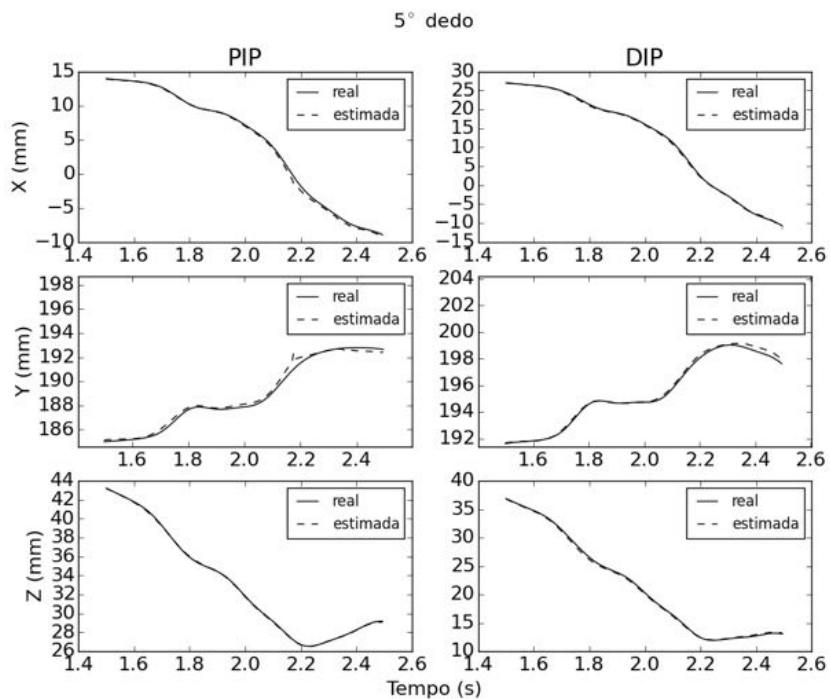 5° dedo
PIP
15
10
5
0
−5
−10
X (mm)
1.4 1.6 1.8 2.0 2.2 2.4 2.6
real
estimada
DIP
30
25
20
15
10
5
0
−5
−10
−15
1.4 1.6 1.8 2.0 2.2 2.4 2.6
real
estimada
198
196
194
192
190
188
186
Y (mm)
1.6 1.8 2.0 2.2 2.4
real
estimada
204
202
200
198
196
194
192
1.6 1.8 2.0 2.2 2.4
real
estimada
44
42
40
38
36
34
32
30
28
26
Z (mm)
1.4 1.6 1.8 2.0 2.2 2.4 2.6
real
estimada
40
35
30
25
20
15
10
1.4 1.6 1.8 2.0 2.2 2.4 2.6
real
estimada
Tempo (s)